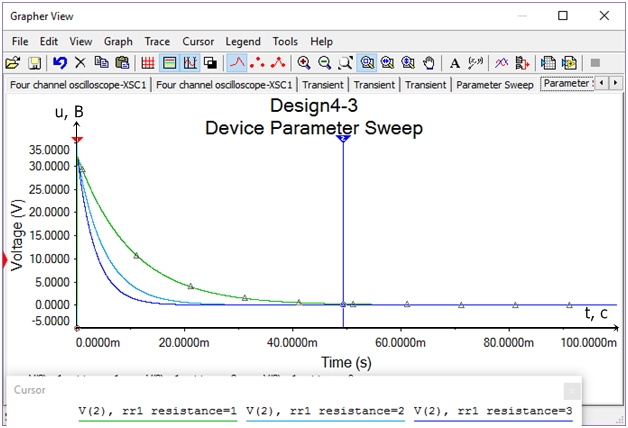 Grapher View
File Edit View Graph Trace Cursor Legend Tools Help
Four channel oscilloscope-XSC1 Four channel oscilloscope-XSC1 Transient Transient Transient Parameter Sweep Parameter
Design4-3
Device Parameter Sweep
u, В
35.0000
30.0000
25.0000
20.0000
15.0000
10.0000
5.0000
0.0000
-5.0000
Voltage (V)
2
t, c
0.0000m 20.0000m 40.0000m 60.0000m 80.0000m 100.0000m
Time (s)
Cursor
V(2), rr1 resistance=1 V(2), rr1 resistance=2 V(2), rr1 resistance=3